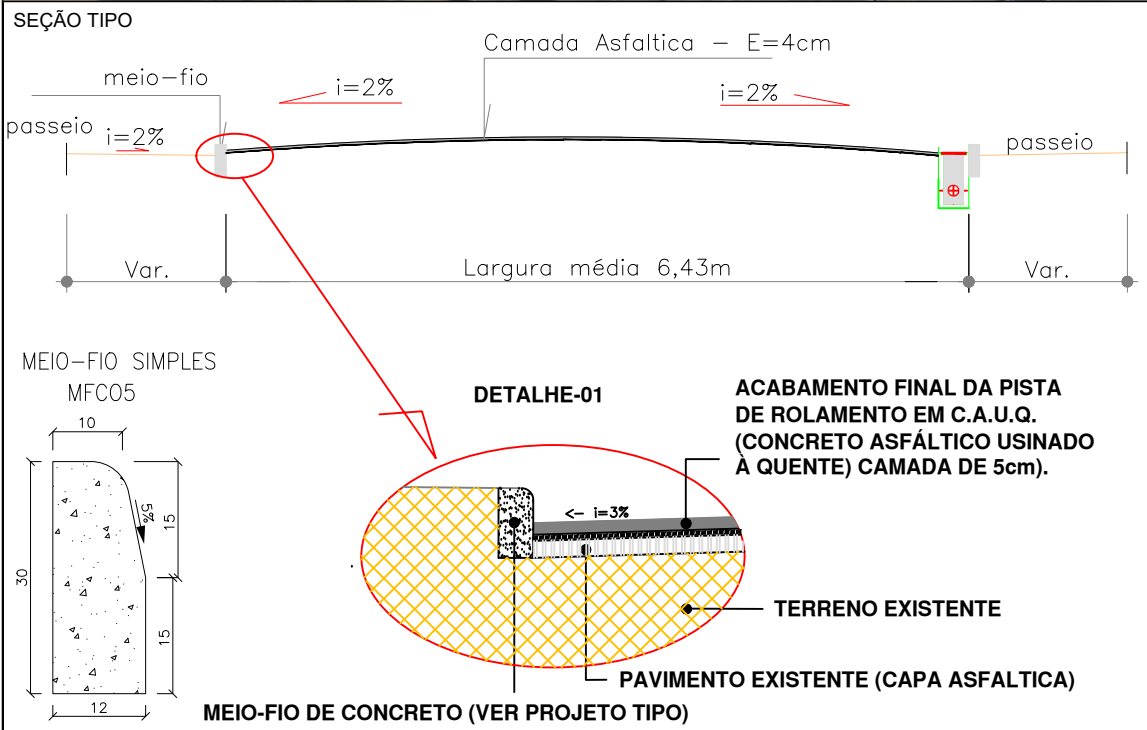 SEÇÃO TIPO
Camada Asfaltica - E=4cm
meio-fio
i=2%
i=2%
passeio
i=2%
passeio
Var.
Largura média 6,43m
Var.
MEIO-FIO SIMPLES
MFC05
10
5%
15
30
15
12
DETALHE-01
ACABAMENTO FINAL DA PISTA
DE ROLAMENTO EM C.A.U.Q.
(CONCRETO ASFÁLTICO USINADO
À QUENTE) CAMADA DE 5cm).
<- i=3%
TERRENO EXISTENTE
PAVIMENTO EXISTENTE (CAPA ASFALTICA)
MEIO-FIO DE CONCRETO (VER PROJETO TIPO)